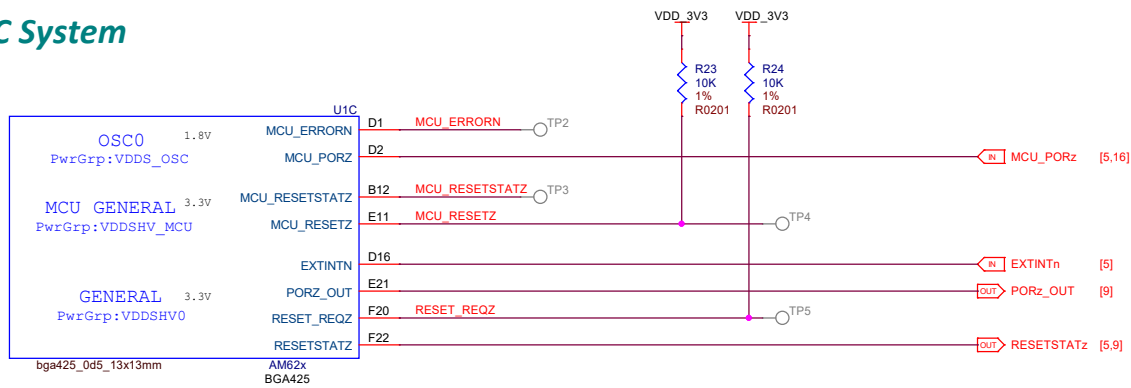 VDD_3V3 VDD_3V3
C System
R23 R24
10K 10K
1% 1%
R0201 R0201
U1C
OSC0 1.8V
PwrGrp:VDDS_OSC
MCU GENERAL 3.3V
PwrGrp:VDDSHV_MCU
GENERAL 3.3V
PwrGrp:VDDSHV0
MCU_ERRORN D1 MCU_ERRORN TP2
MCU_PORZ D2 IN MCU_PORz [5,16]
MCU_RESETSTATZ B12 MCU_RESETSTATZ TP3
MCU_RESETZ E11 MCU_RESETZ TP4
EXTINTN D16 IN EXTINTn [5]
PORZ_OUT E21 OUT PORz_OUT [9]
RESET_REQZ F20 RESET_REQZ TP5
RESETSTATZ F22 OUT RESETSTATz [5,9]
bga425_0d5_13x13mm AM62x
BGA425